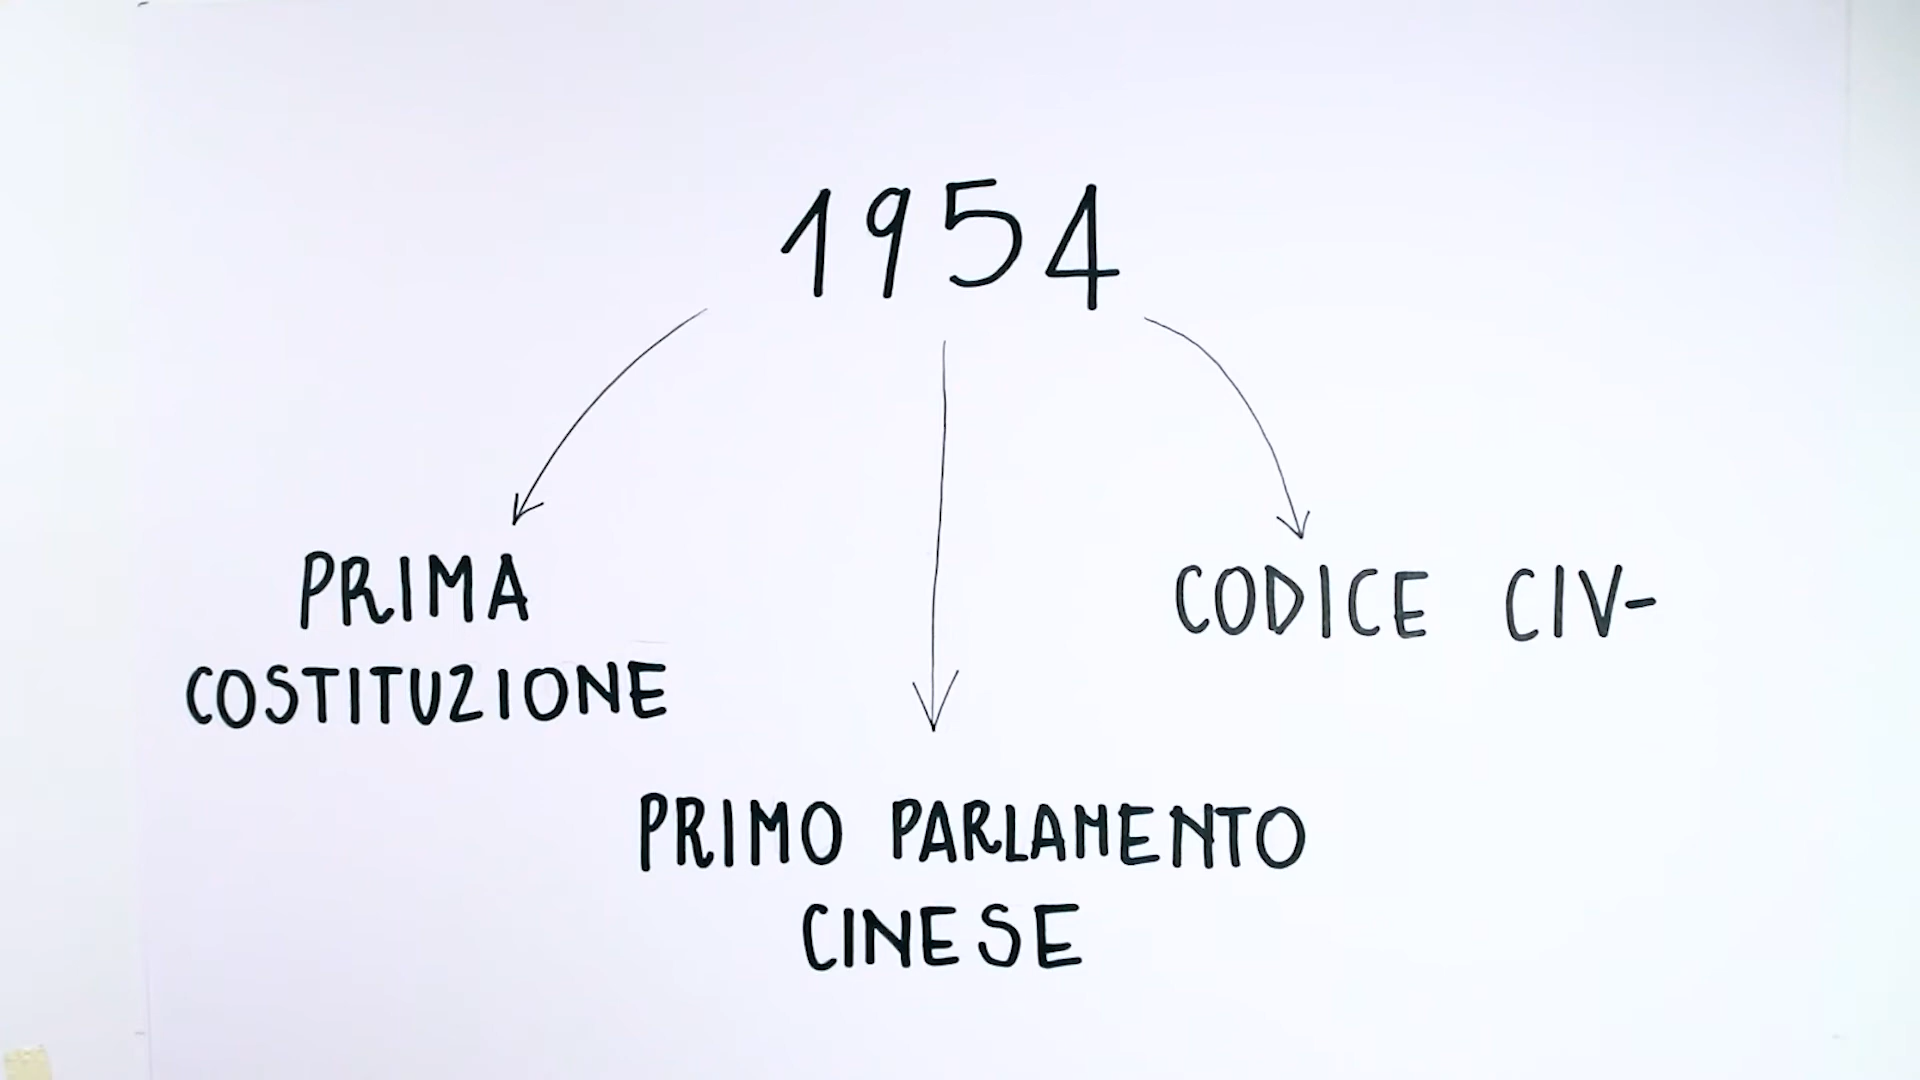 1954
PRIMA
COSTITUZIONE
PRIMO PARLAMENTO
CINESE
CODICE CIV-